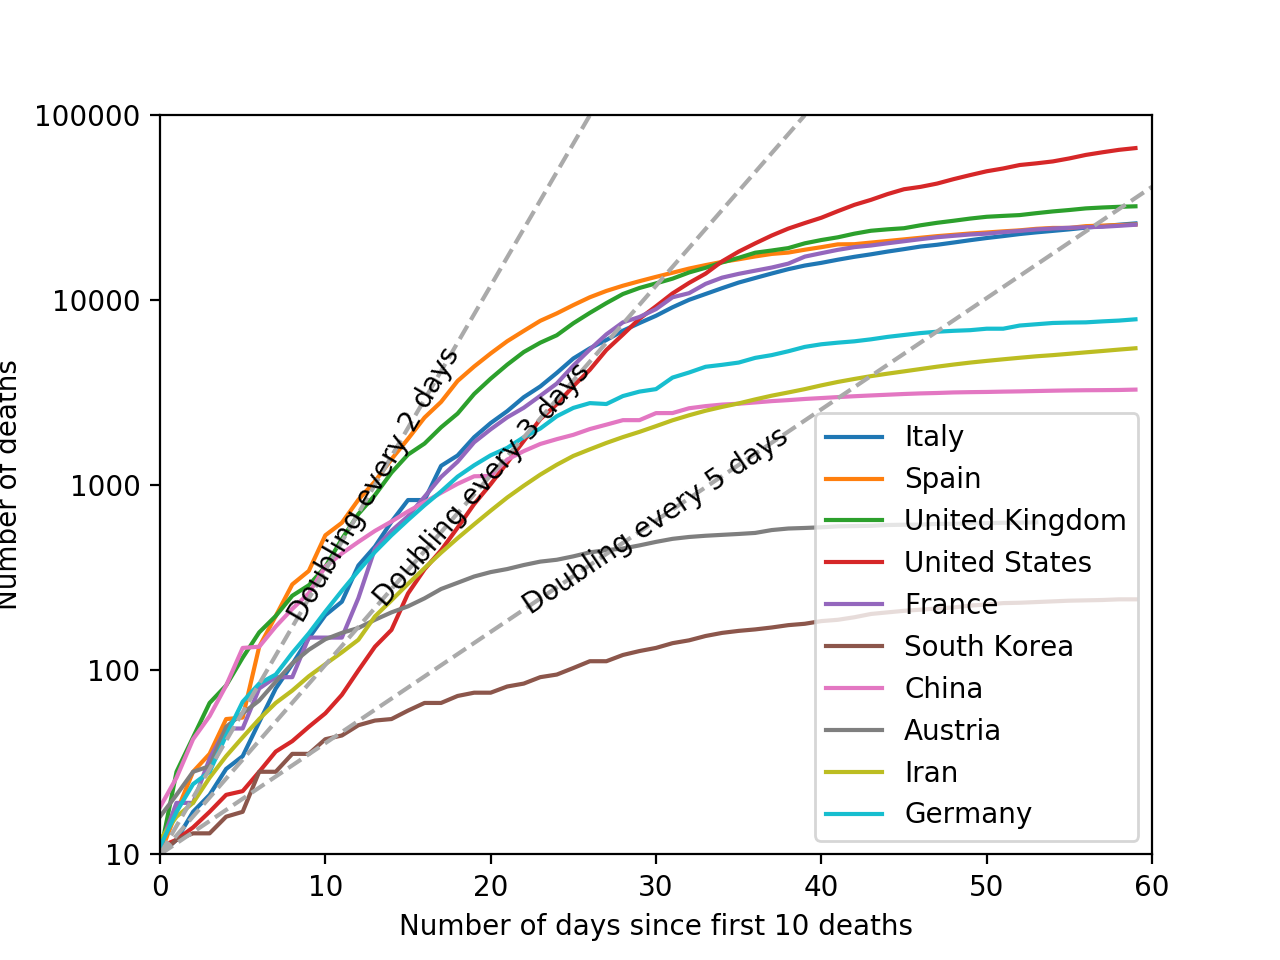 100000
10000
1000
100
10
Number of deaths
Doubling every 2 days
Doubling every 3 days
Doubling every 5 days
Italy
Spain
United Kingdom
United States
France
South Korea
China
Austria
Iran
Germany
0 10 20 30 40 50 60
Number of days since first 10 deaths